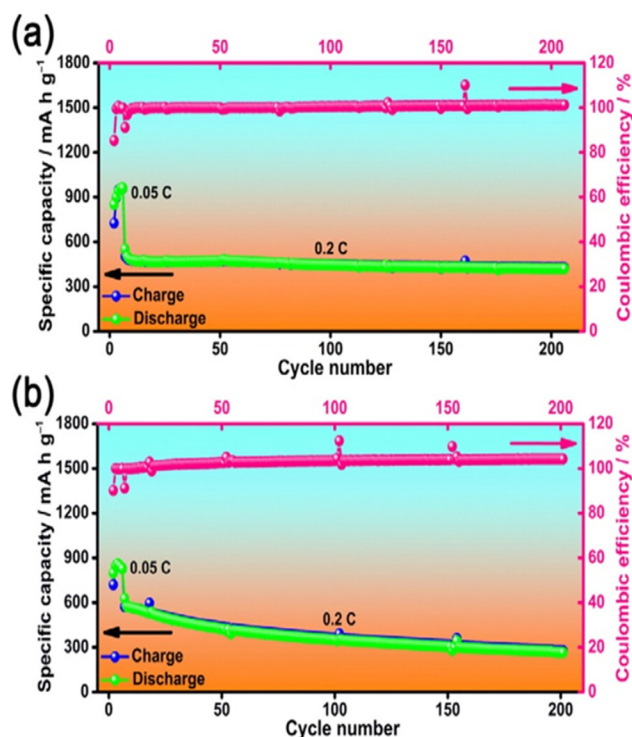 (a)
0 50 100 150 200
1800 120
1500 100
1200 80
900 60
600 40
300 20
0 0
Specific capacity / mA h g⁻¹
Coulombic efficiency / %
0.05 C
0.2 C
Charge
Discharge
0 50 100 150 200
Cycle number
(b)
0 50 100 150 200
1800 120
1500 100
1200 80
900 60
600 40
300 20
0 0
Specific capacity / mA h g⁻¹
Coulombic efficiency / %
0.05 C
0.2 C
Charge
Discharge
0 50 100 150 200
Cycle number